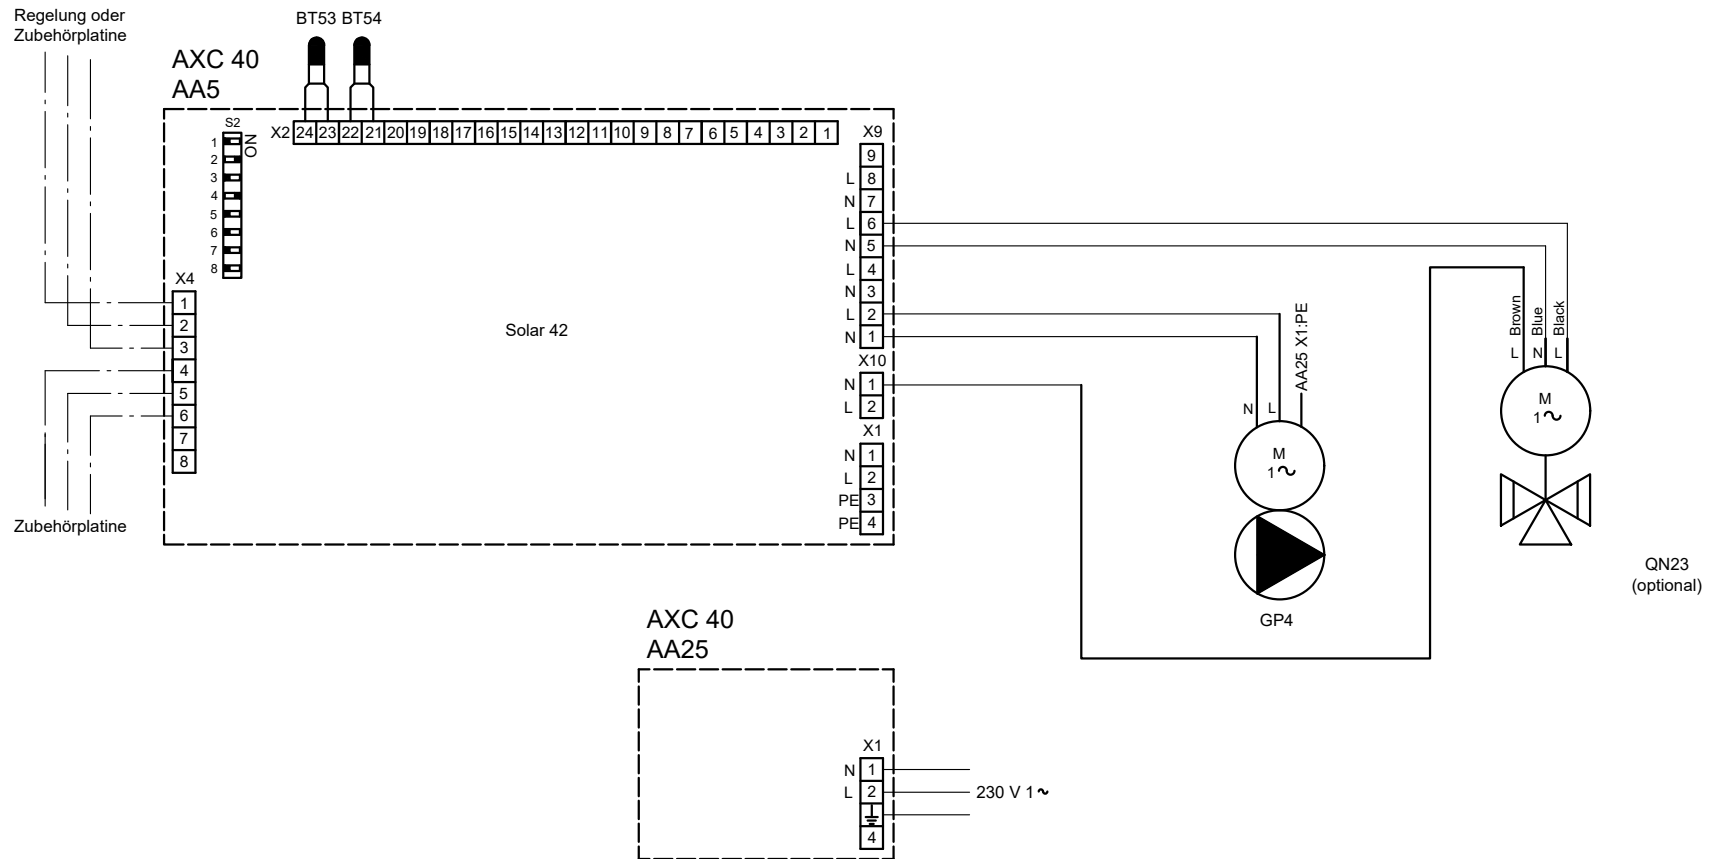 Regelung oder
Zubehörplatine
BT53 BT54
AXC 40
AA5
S2
ON
1
2
3
4
5
6
7
8
X2 24 23 22 21 20 19 18 17 16 15 14 13 12 11 10 9 8 7 6 5 4 3 2 1
X9
9
L 8
N 7
L 6
N 5
L 4
N 3
L 2
N 1
X10
N 1
L 2
X1
N 1
L 2
PE 3
PE 4
X4
1
2
3
4
5
6
7
8
Solar 42
Zubehörplatine
N L AA25 X1:PE
M
1~
GP4
Brown Blue Black
L N L
M
1~
QN23
(optional)
AXC 40
AA25
X1
N 1
L 2
4
230 V 1~